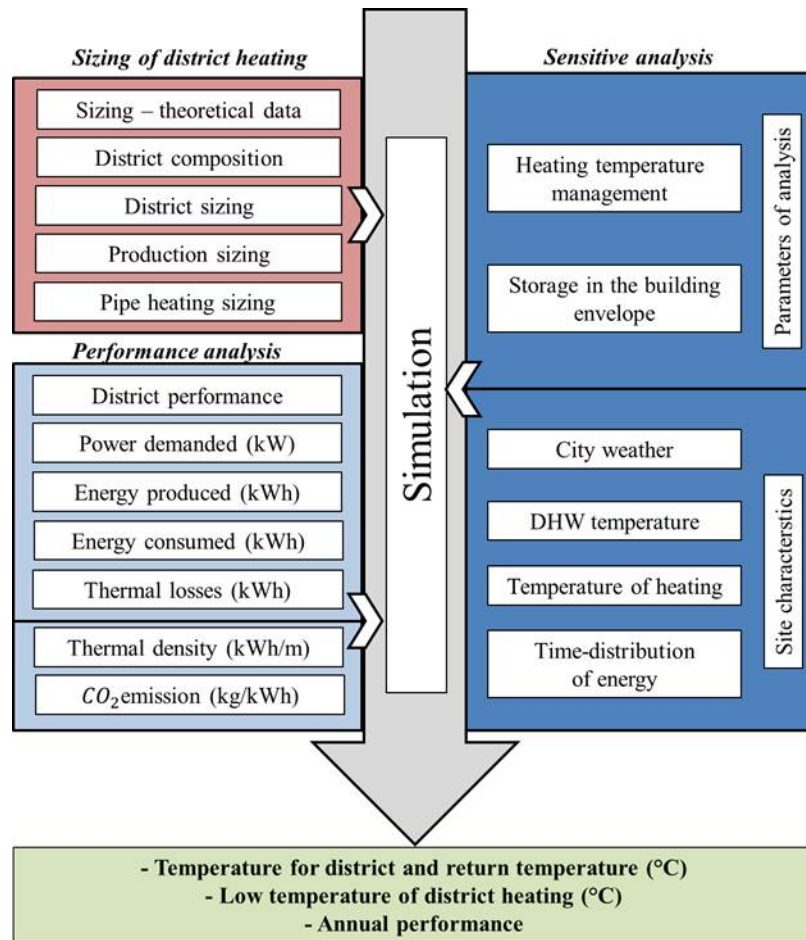 Sizing of district heating
Sizing – theoretical data
District composition
District sizing
Production sizing
Pipe heating sizing
Performance analysis
District performance
Power demanded (kW)
Energy produced (kWh)
Energy consumed (kWh)
Thermal losses (kWh)
Thermal density (kWh/m)
CO₂emission (kg/kWh)
Simulation
Sensitive analysis
Heating temperature
management
Storage in the building
envelope
Parameters of analysis
City weather
DHW temperature
Temperature of heating
Time-distribution
of energy
Site characterstics
- Temperature for district and return temperature (°C)
- Low temperature of district heating (°C)
- Annual performance